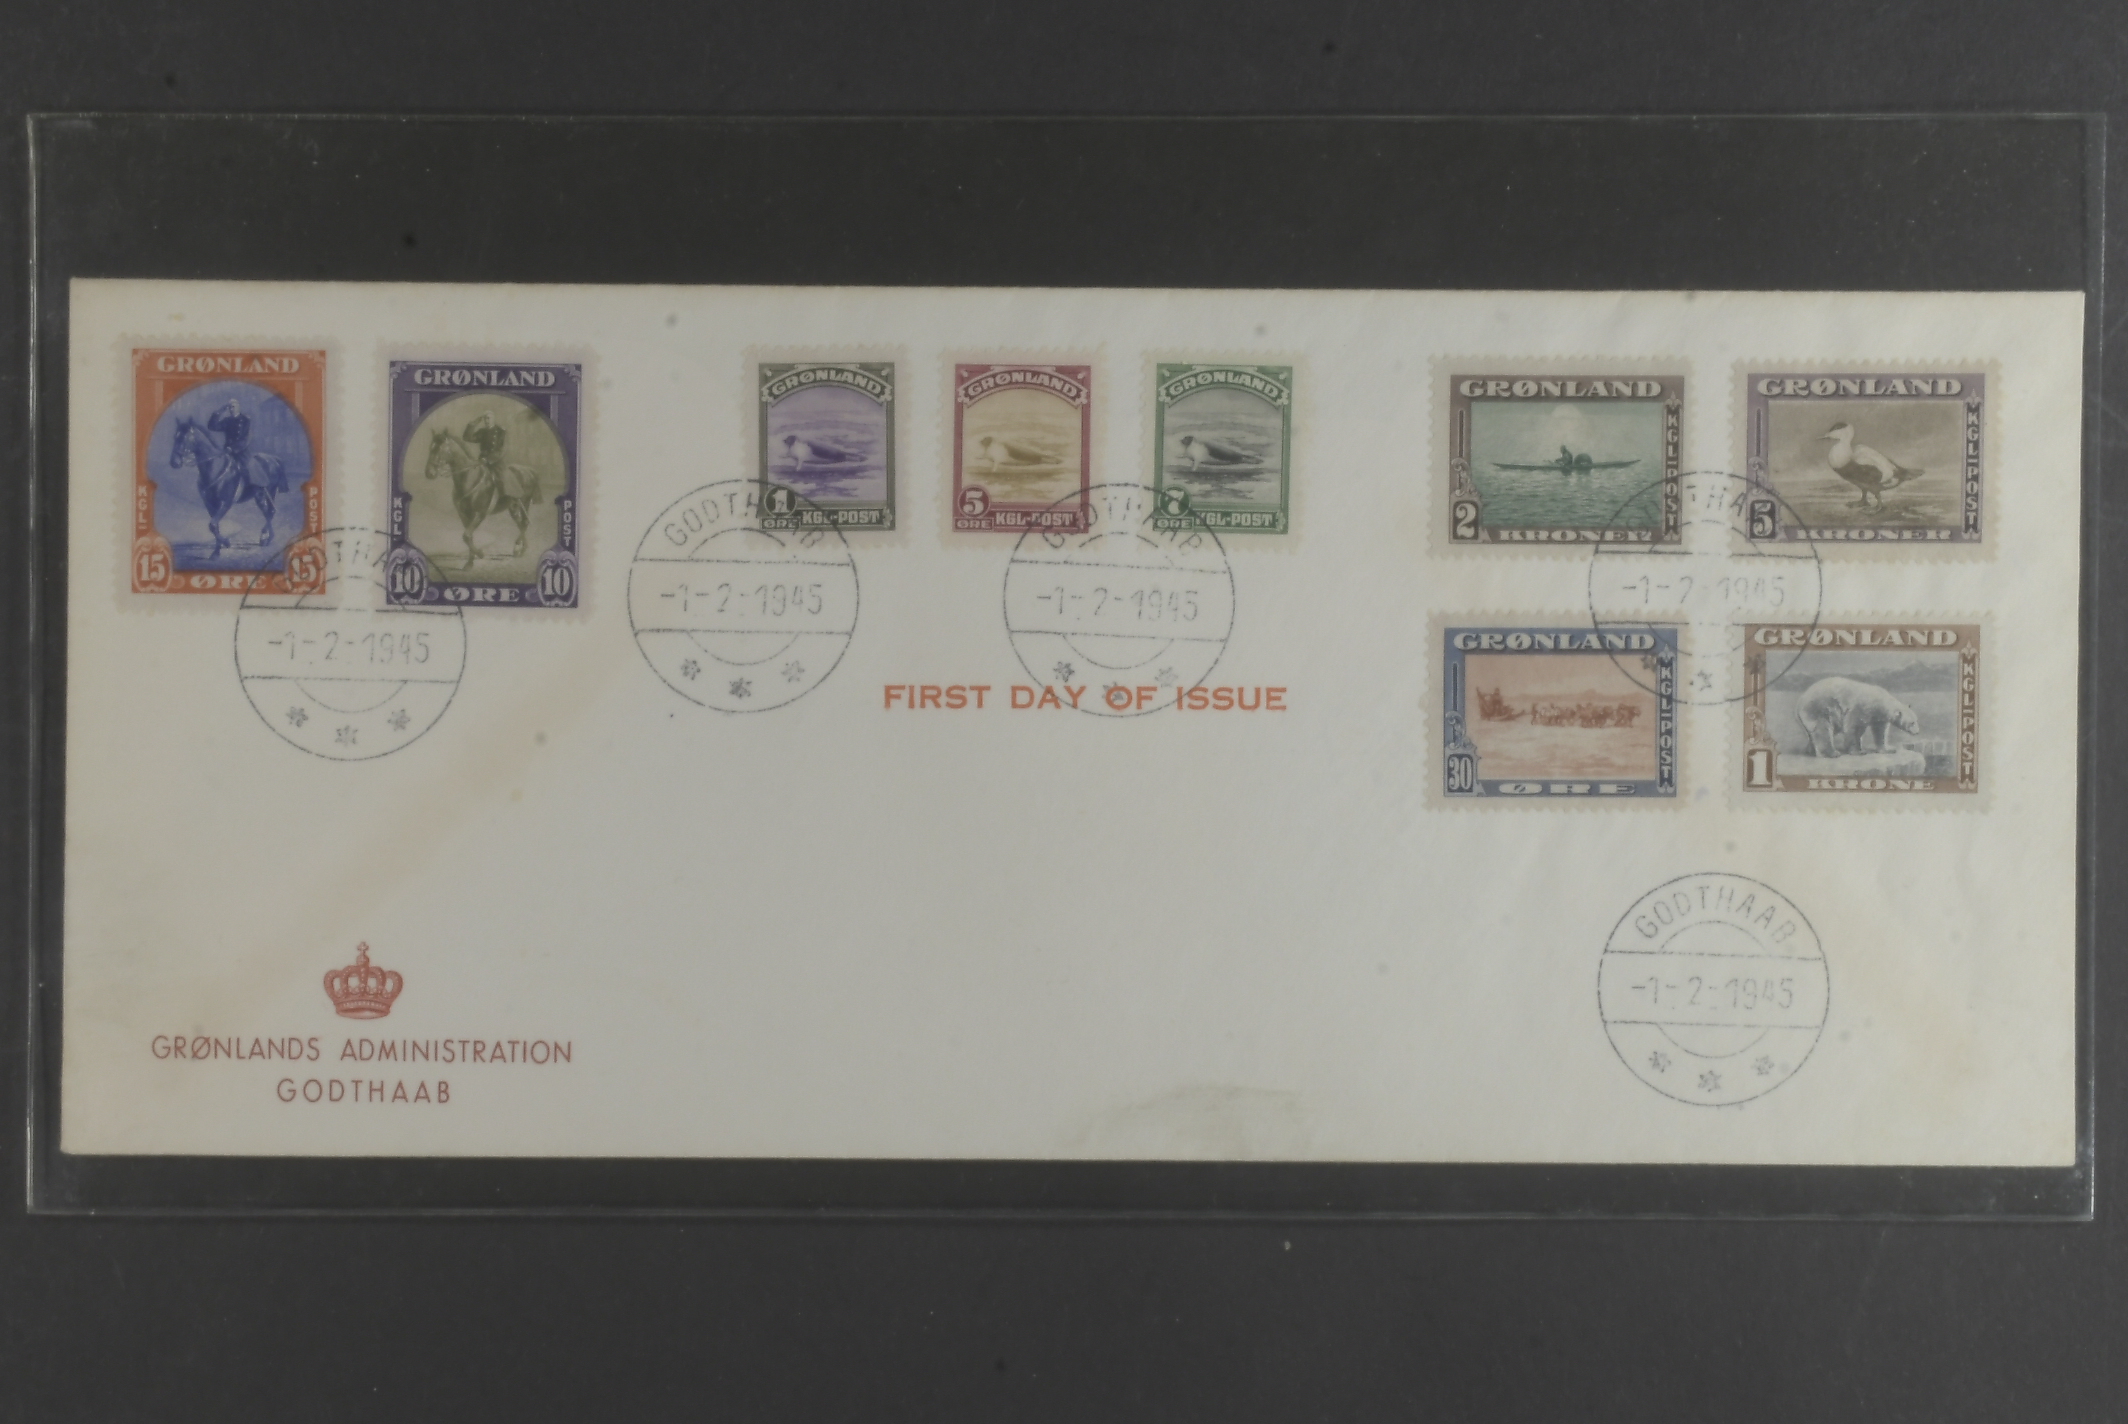 GRØNLAND
KGL- POST
15 ØRE 15
GRØNLAND
KGL- POST
10 ØRE 10
GRØNLAND
1
ØRE KGL-POST
GRØNLAND
5
ØRE KGL-POST
GRØNLAND
7
ØRE KGL-POST
GRØNLAND
KGL-POST
2 KRONER
GRØNLAND
KGL-POST
5 KRONER
GODTHAAB
-1-2-1945
GODTHAAB
-1-2-1945
GODTHAAB
-1-2-1945
GODTHAAB
-1-2-1945
FIRST DAY OF ISSUE
GRØNLAND
KGL-POST
30 ØRE
GRØNLAND
KGL-POST
1 KRONE
GODTHAAB
-1-2-1945
GRØNLANDS ADMINISTRATION
GODTHAAB